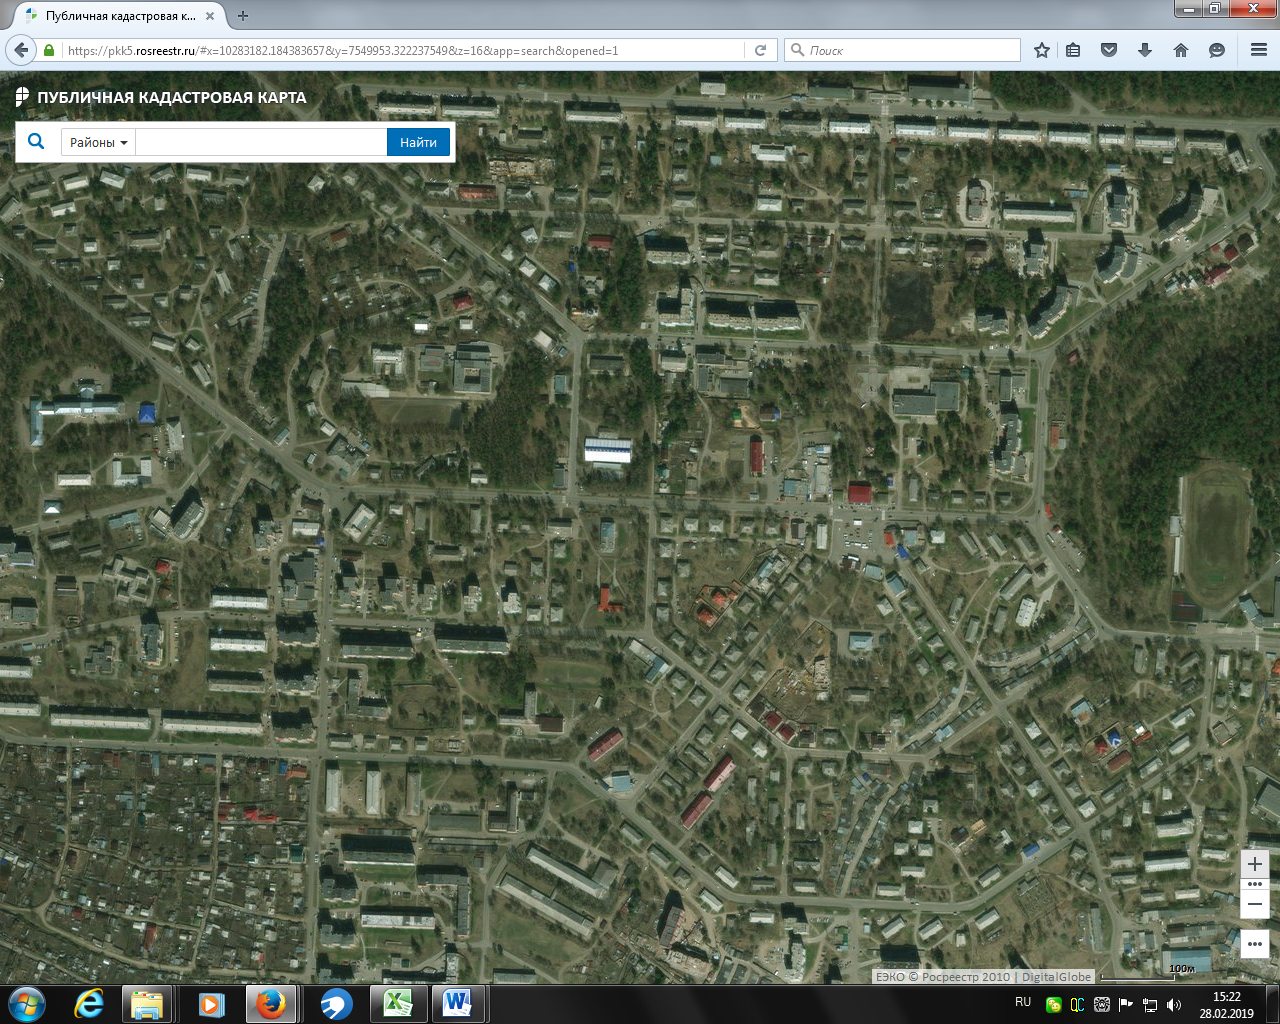 Публичная кадастровая к...
https://pkk5.rosreestr.ru/#x=10283182.184383657&y=7549953.322237549&z=16&app=search&opened=1
Поиск
ПУБЛИЧНАЯ КАДАСТРОВАЯ КАРТА
Районы
Найти
ЕЭКО © Росреестр 2010 | DigitalGlobe
100м
RU
15:22
28.02.2019